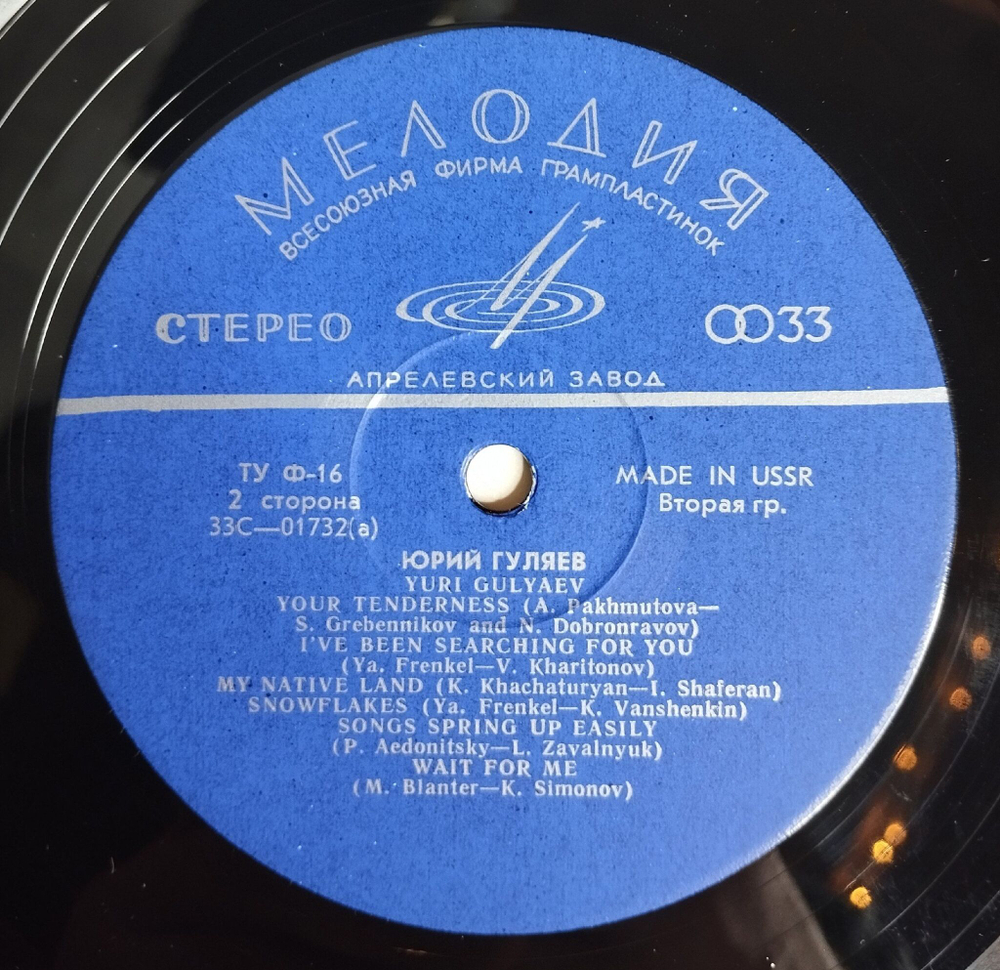 МЕЛОДИЯ
ВСЕСОЮЗНАЯ ФИРМА ГРАМПЛАСТИНОК
СТЕРЕО
33
АПРЕЛЕВСКИЙ ЗАВОД
ТУ Ф-16
2 сторона
33С—01732(а)
MADE IN USSR
Вторая гр.
ЮРИЙ ГУЛЯЕВ
YURI GULYAEV
YOUR TENDERNESS (A. Pakhmutova—
S. Grebennikov and N. Dobronravov)
I'VE BEEN SEARCHING FOR YOU
(Ya. Frenkel—V. Kharitonov)
MY NATIVE LAND (K. Khachaturyan—I. Shaferan)
SNOWFLAKES (Ya. Frenkel—K. Vanshenkin)
SONGS SPRING UP EASILY
(P. Aedonitsky—L. Zavalnyuk)
WAIT FOR ME
(M. Blanter—K. Simonov)